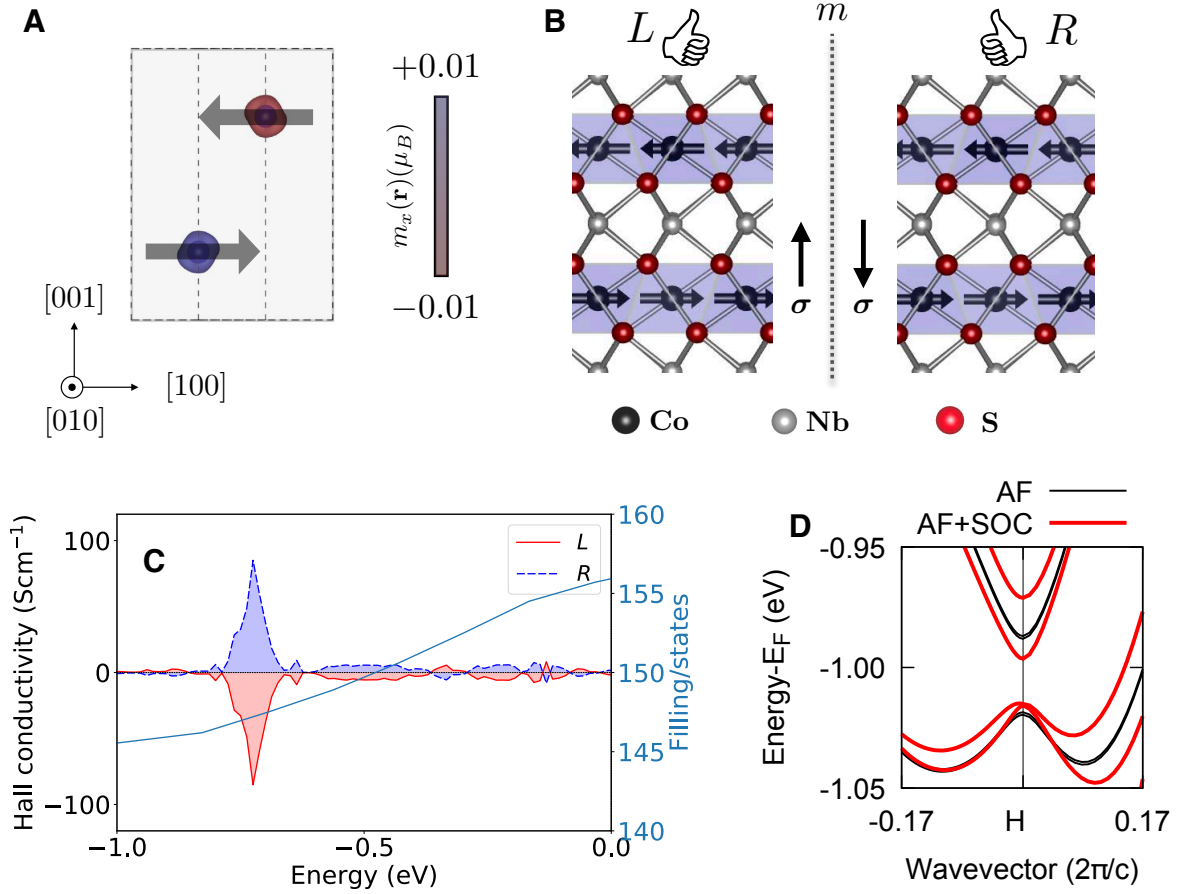 A
+0.01
m_x(r)(μ_B)
−0.01
[001]
[100]
[010]
B
L
m
R
σ
σ
Co
Nb
S
C
Hall conductivity (Scm⁻¹)
100
0
−100
−1.0
−0.5
0.0
Energy (eV)
L
R
160
155
150
145
140
Filling/states
AF
AF+SOC
D
-0.95
-1.00
-1.05
Energy-E_F (eV)
-0.17
H
0.17
Wavevector (2π/c)